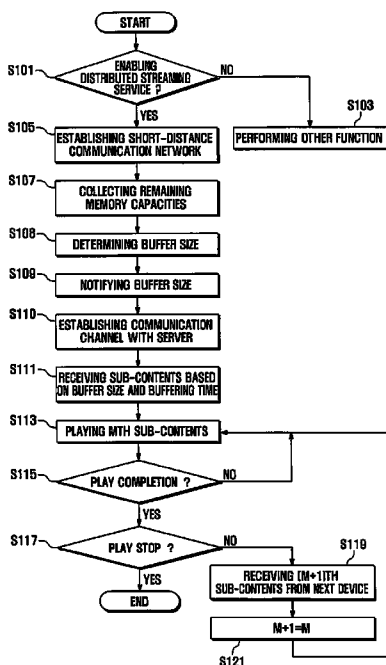 START
S101
ENABLING
DISTRIBUTED STREAMING
SERVICE ?
NO
YES
S103
PERFORMING OTHER FUNCTION
S105
ESTABLISHING SHORT-DISTANCE
COMMUNICATION NETWORK
S107
COLLECTING REMAINING
MEMORY CAPACITIES
S108
DETERMINING BUFFER SIZE
S109
NOTIFYING BUFFER SIZE
S110
ESTABLISHING COMMUNICATION
CHANNEL WITH SERVER
S111
RECEIVING SUB-CONTENTS BASED
ON BUFFER SIZE AND BUFFERING TIME
S113
PLAYING MTH SUB-CONTENTS
S115
PLAY COMPLETION ?
NO
YES
S117
PLAY STOP ?
NO
YES
END
S119
RECEIVING (M+1)TH
SUB-CONTENTS FROM NEXT DEVICE
M+1=M
S121